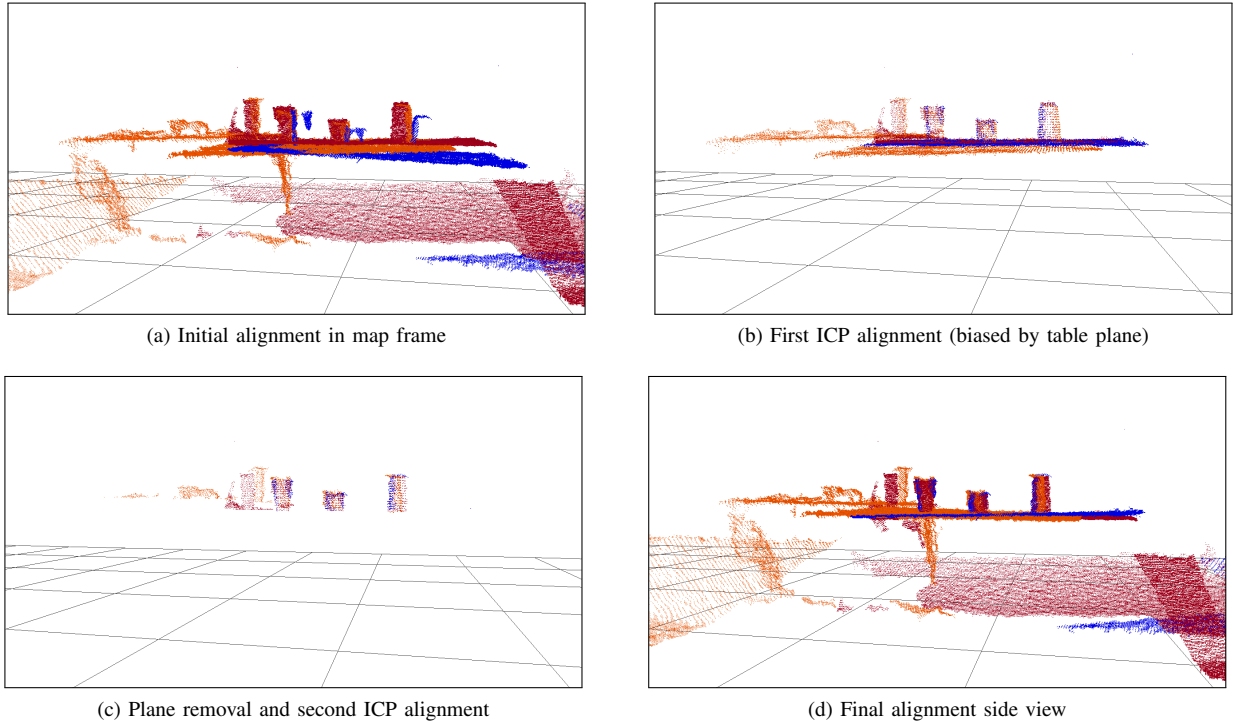 (a) Initial alignment in map frame
(b) First ICP alignment (biased by table plane)
(c) Plane removal and second ICP alignment
(d) Final alignment side view